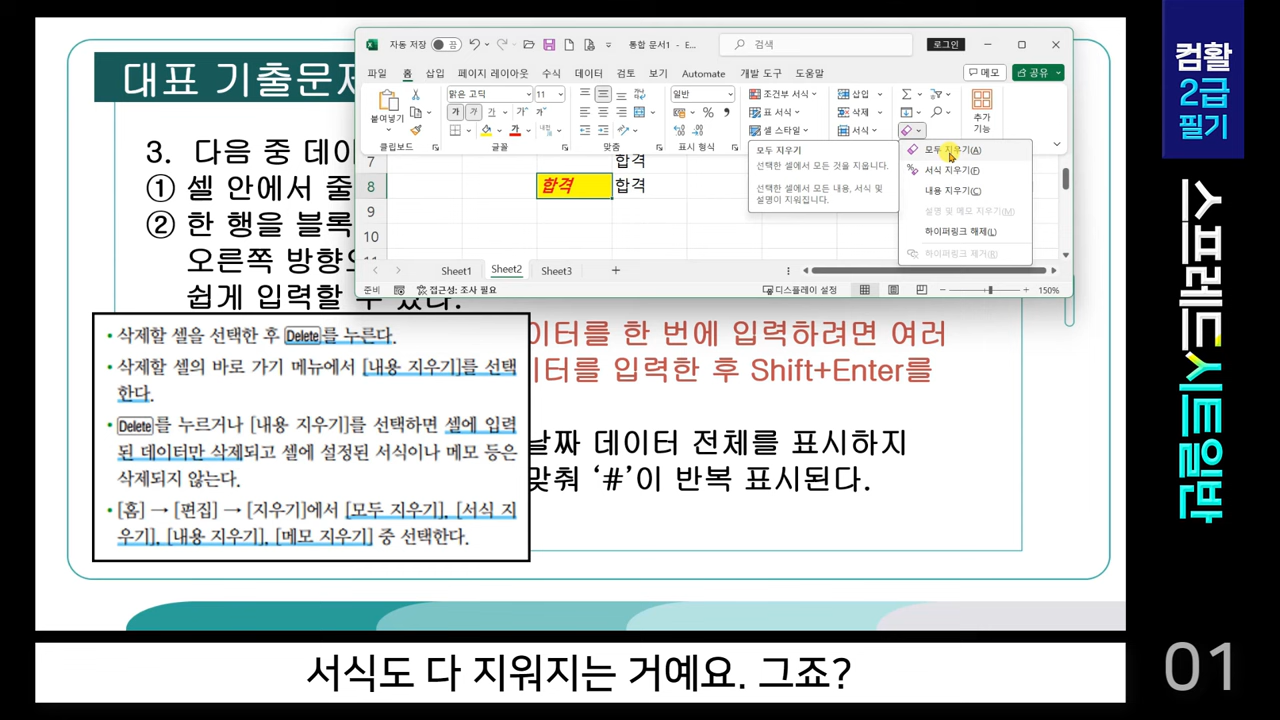 대표 기출문제
3. 다음 중 데이
① 셀 안에서 줄
② 한 행을 블록
오른쪽 방향으
쉽게 입력할 수 있다.
이터를 한 번에 입력하려면 여러
이터를 입력한 후 Shift+Enter를
날짜 데이터 전체를 표시하지
맞춰 ‘#’이 반복 표시된다.
자동 저장 끔 통합 문서1 - E... 검색 로그인
파일 홈 삽입 페이지 레이아웃 수식 데이터 검토 보기 Automate 개발 도구 도움말 메모 공유
붙여넣기 맑은 고딕 11 일반 조건부 서식 삽입
가 가 가 표 서식 삭제
가 셀 스타일 서식 추가 기능
클립보드 글꼴 맞춤 표시 형식
모두 지우기
선택한 셀에서 모든 것을 지웁니다.
선택한 셀에서 모든 내용, 서식 및
설명이 지워집니다.
모두 지우기(A)
서식 지우기(F)
내용 지우기(C)
설명 및 메모 지우기(M)
하이퍼링크 해제(L)
하이퍼링크 제거(R)
7 합격
8 합격 합격
9
10
Sheet1 Sheet2 Sheet3
준비 접근성: 조사 필요 디스플레이 설정 150%
• 삭제할 셀을 선택한 후 Delete를 누른다.
• 삭제할 셀의 바로 가기 메뉴에서 [내용 지우기]를 선택
한다.
• Delete를 누르거나 [내용 지우기]를 선택하면 셀에 입력
된 데이터만 삭제되고 셀에 설정된 서식이나 메모 등은
삭제되지 않는다.
• [홈] → [편집] → [지우기]에서 [모두 지우기], [서식 지
우기], [내용 지우기], [메모 지우기] 중 선택한다.
서식도 다 지워지는 거예요. 그죠?
컴활
2급
필기
스프레드시트일반
01